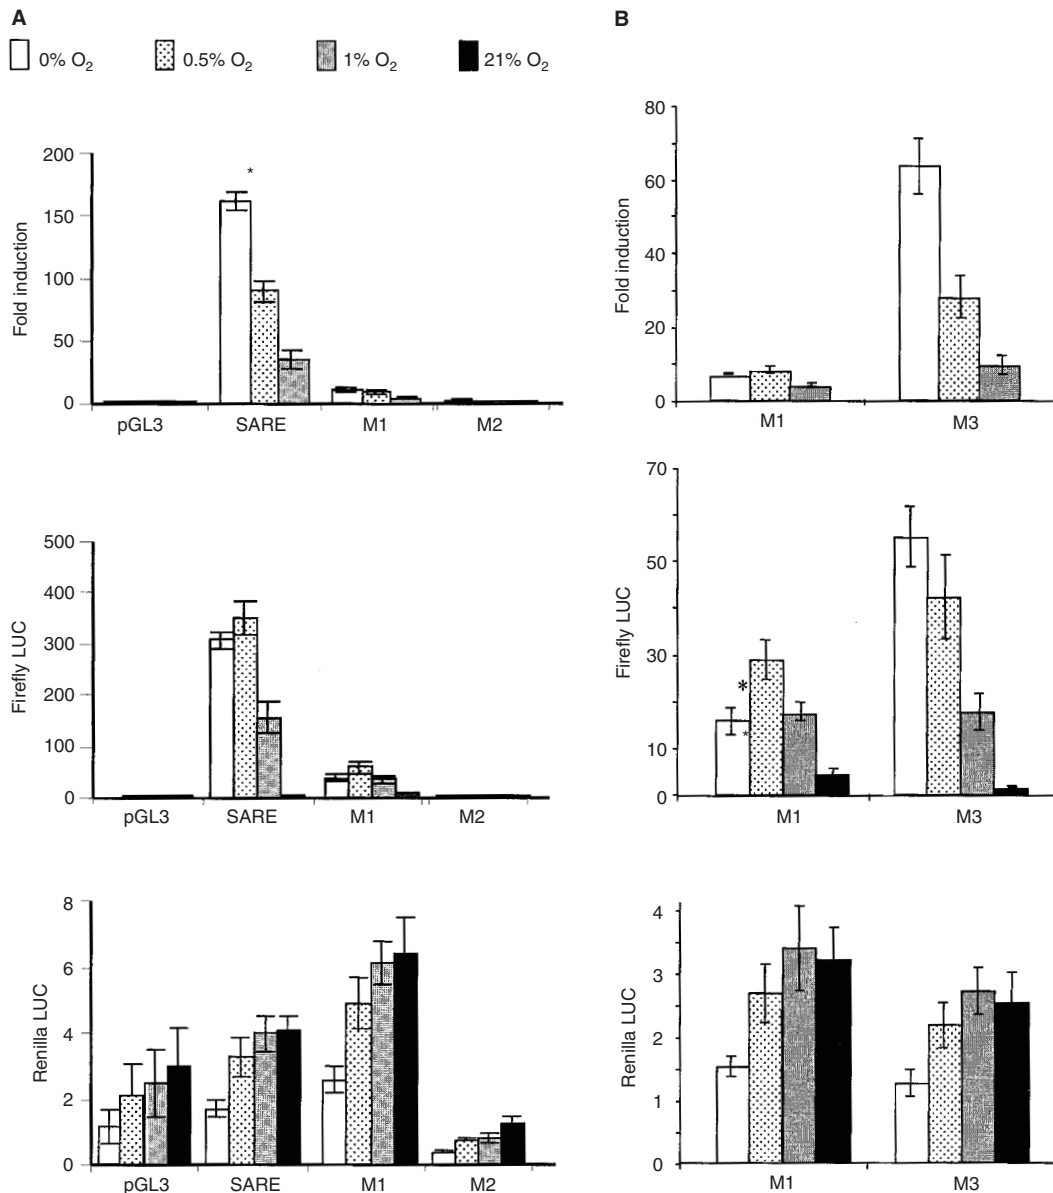 A
B
0% O2
0.5% O2
1% O2
21% O2
Fold induction
200
150
100
50
0
*
pGL3 SARE M1 M2
Fold induction
80
60
40
20
0
M1 M3
Firefly LUC
500
400
300
200
100
0
pGL3 SARE M1 M2
Firefly LUC
70
50
30
10
0
*
*
M1 M3
Renilla LUC
8
6
4
2
0
pGL3 SARE M1 M2
Renilla LUC
4
3
2
1
0
M1 M3